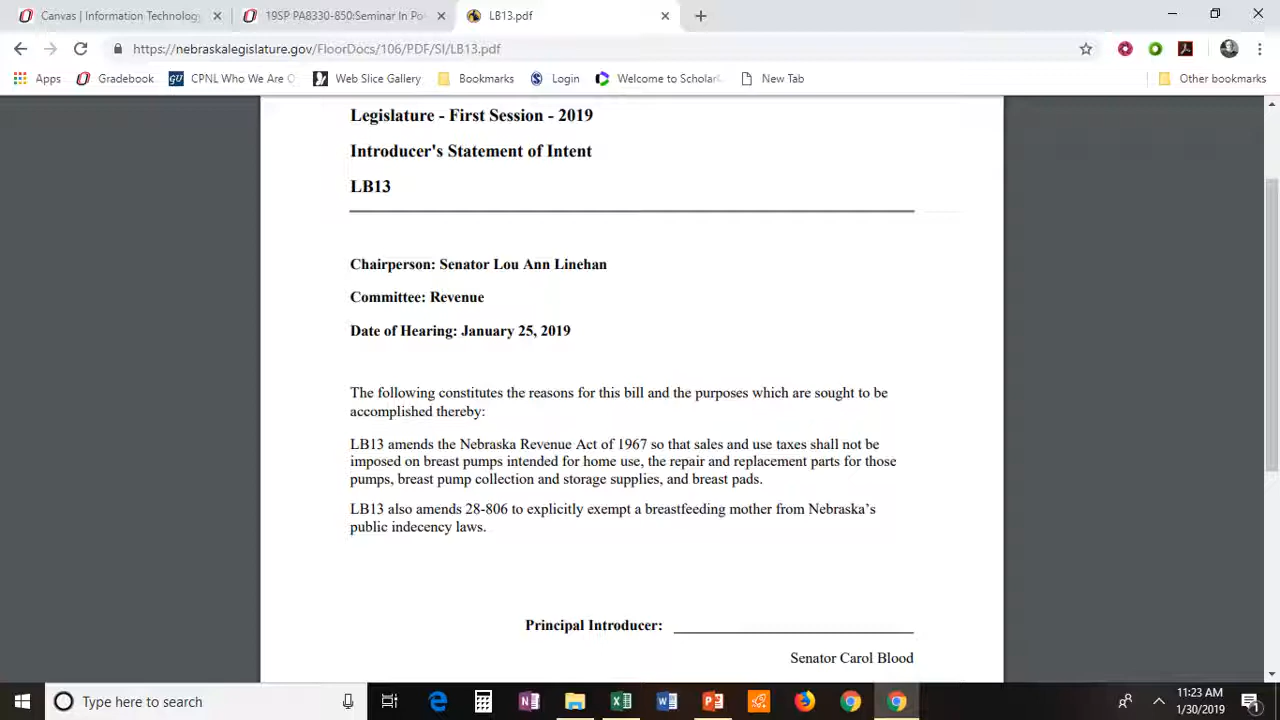 Canvas | Information Technology
19SP PA8330-850:Seminar In Po
LB13.pdf
https://nebraskalegislature.gov/FloorDocs/106/PDF/SI/LB13.pdf
Apps
Gradebook
CPNL Who We Are
Web Slice Gallery
Bookmarks
Login
Welcome to Scholar
New Tab
Other bookmarks
Legislature - First Session - 2019
Introducer's Statement of Intent
LB13
Chairperson: Senator Lou Ann Linehan
Committee: Revenue
Date of Hearing: January 25, 2019
The following constitutes the reasons for this bill and the purposes which are sought to be
accomplished thereby:
LB13 amends the Nebraska Revenue Act of 1967 so that sales and use taxes shall not be
imposed on breast pumps intended for home use, the repair and replacement parts for those
pumps, breast pump collection and storage supplies, and breast pads.
LB13 also amends 28-806 to explicitly exempt a breastfeeding mother from Nebraska’s
public indecency laws.
Principal Introducer:
Senator Carol Blood
Type here to search
11:23 AM
1/30/2019